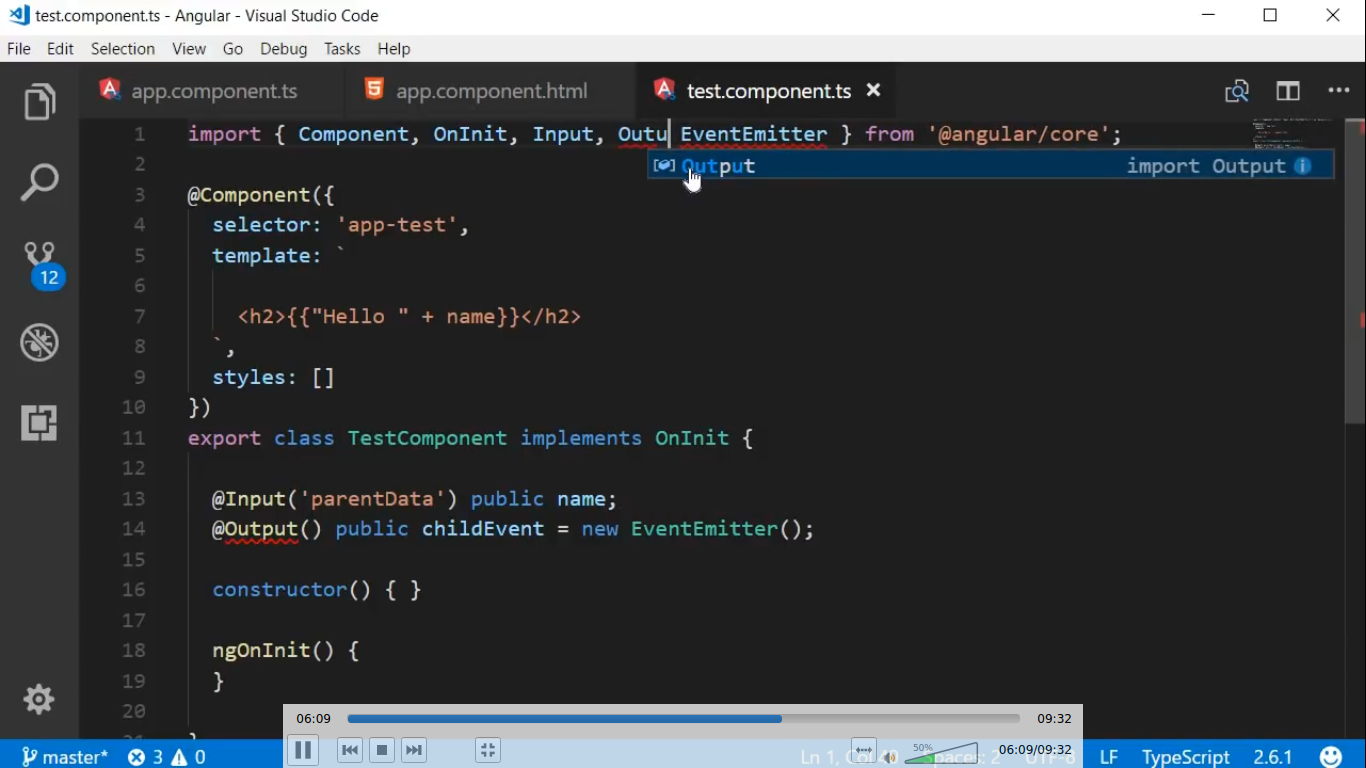 test.component.ts - Angular - Visual Studio Code
File Edit Selection View Go Debug Tasks Help
app.component.ts app.component.html test.component.ts
1 import { Component, OnInit, Input, Outu EventEmitter } from '@angular/core';
Output import Output
2
3 @Component({
4 selector: 'app-test',
5 template: `
6
7 <h2>{{"Hello " + name}}</h2>
8 `,
9 styles: []
10 })
11 export class TestComponent implements OnInit {
12
12
13 @Input('parentData') public name;
14 @Output() public childEvent = new EventEmitter();
15
16 constructor() { }
17
18 ngOnInit() {
19 }
20
06:09 09:32
50% 06:09/09:32
master* 3 0 Ln 1, Spaces: 2 UTF-8 LF TypeScript 2.6.1